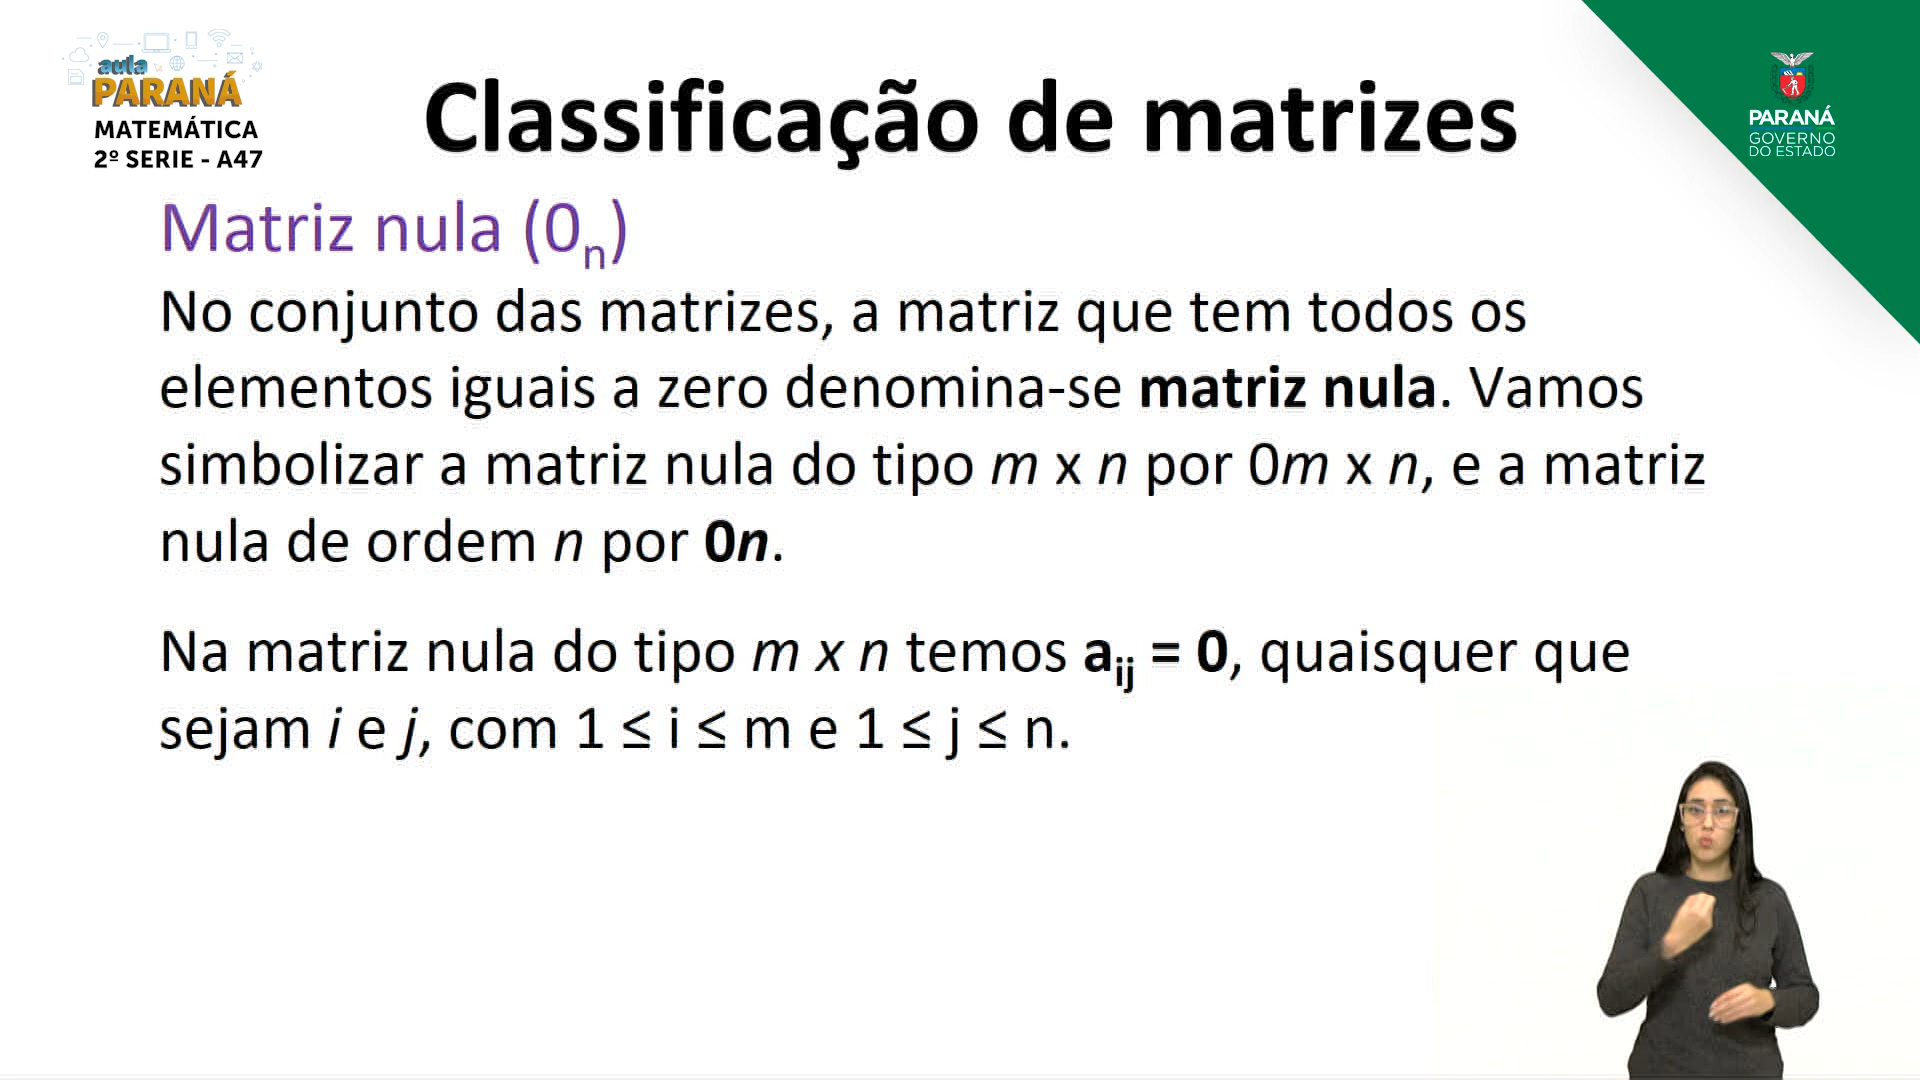 aula
PARANÁ
MATEMÁTICA
2º SERIE - A47
Classificação de matrizes
PARANÁ
GOVERNO
DO ESTADO
Matriz nula (0n)
No conjunto das matrizes, a matriz que tem todos os
elementos iguais a zero denomina-se matriz nula. Vamos
simbolizar a matriz nula do tipo m x n por 0m x n, e a matriz
nula de ordem n por 0n.
Na matriz nula do tipo m x n temos aij = 0, quaisquer que
sejam i e j, com 1 ≤ i ≤ m e 1 ≤ j ≤ n.